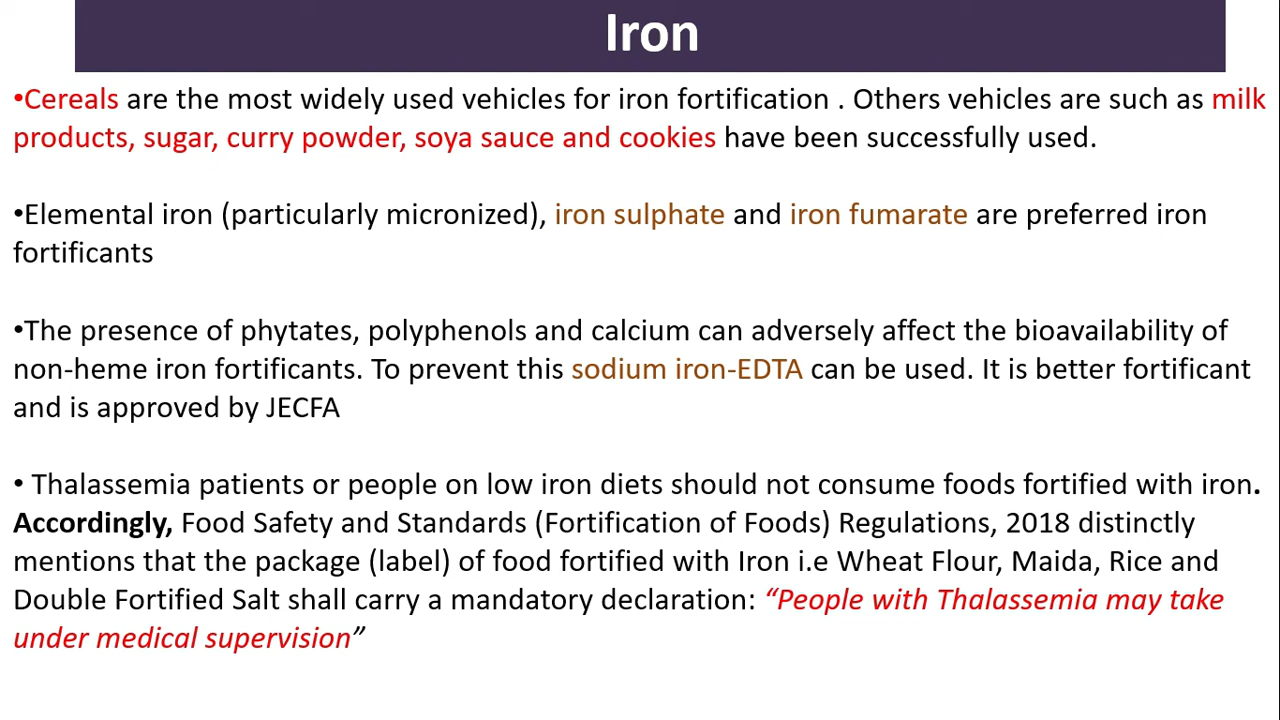 Iron
•Cereals are the most widely used vehicles for iron fortification . Others vehicles are such as milk
products, sugar, curry powder, soya sauce and cookies have been successfully used.
•Elemental iron (particularly micronized), iron sulphate and iron fumarate are preferred iron
fortificants
•The presence of phytates, polyphenols and calcium can adversely affect the bioavailability of
non-heme iron fortificants. To prevent this sodium iron-EDTA can be used. It is better fortificant
and is approved by JECFA
• Thalassemia patients or people on low iron diets should not consume foods fortified with iron.
Accordingly, Food Safety and Standards (Fortification of Foods) Regulations, 2018 distinctly
mentions that the package (label) of food fortified with Iron i.e Wheat Flour, Maida, Rice and
Double Fortified Salt shall carry a mandatory declaration: “People with Thalassemia may take
under medical supervision”